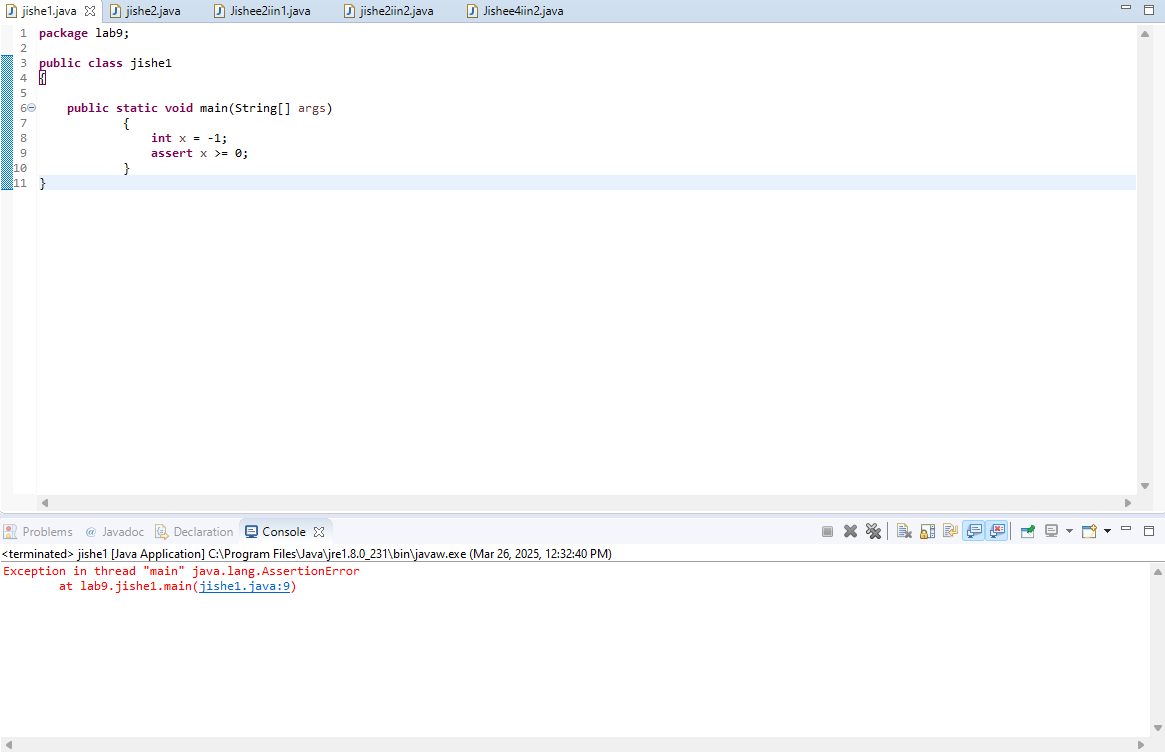 jishe1.java jishe2.java Jishee2iin1.java jishe2iin2.java Jishee4iin2.java
1 package lab9;
2
3 public class jishe1
4 {
5
6 public static void main(String[] args)
7 {
8 int x = -1;
9 assert x >= 0;
10 }
11 }
Problems @ Javadoc Declaration Console
<terminated> jishe1 [Java Application] C:\Program Files\Java\jre1.8.0_231\bin\javaw.exe (Mar 26, 2025, 12:32:40 PM)
Exception in thread "main" java.lang.AssertionError
at lab9.jishe1.main(jishe1.java:9)